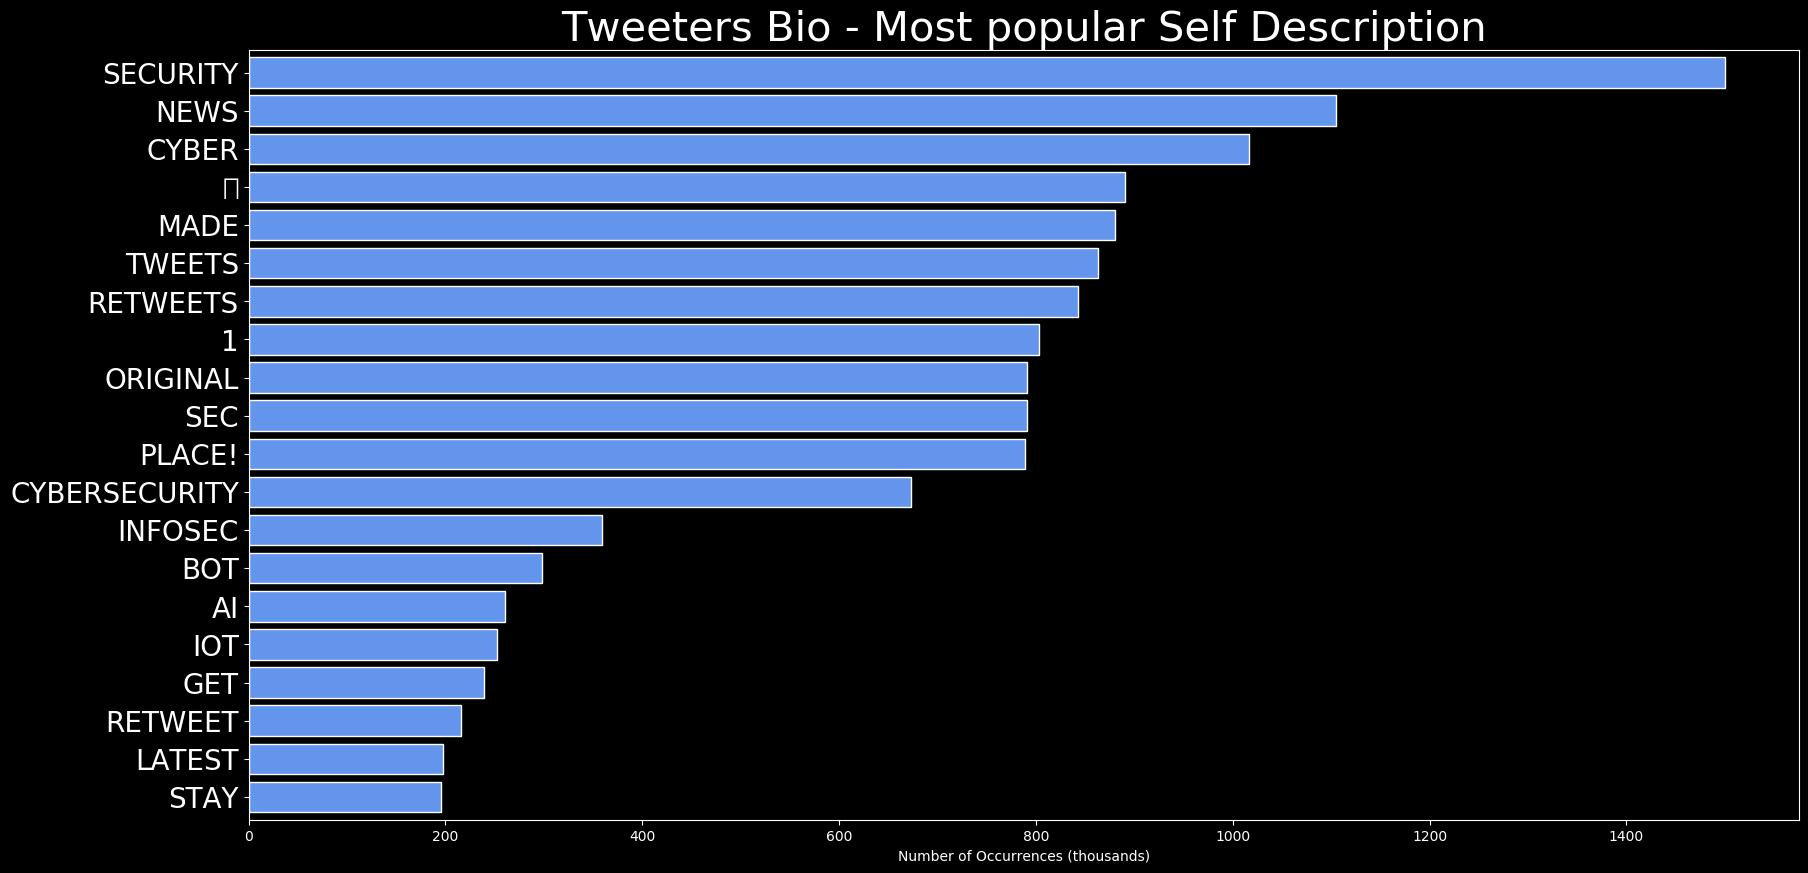 Tweeters Bio - Most popular Self Description
SECURITY
NEWS
CYBER
MADE
TWEETS
RETWEETS
1
ORIGINAL
SEC
PLACE!
CYBERSECURITY
INFOSEC
BOT
AI
IOT
GET
RETWEET
LATEST
STAY
0 200 400 600 800 1000 1200 1400
Number of Occurrences (thousands)